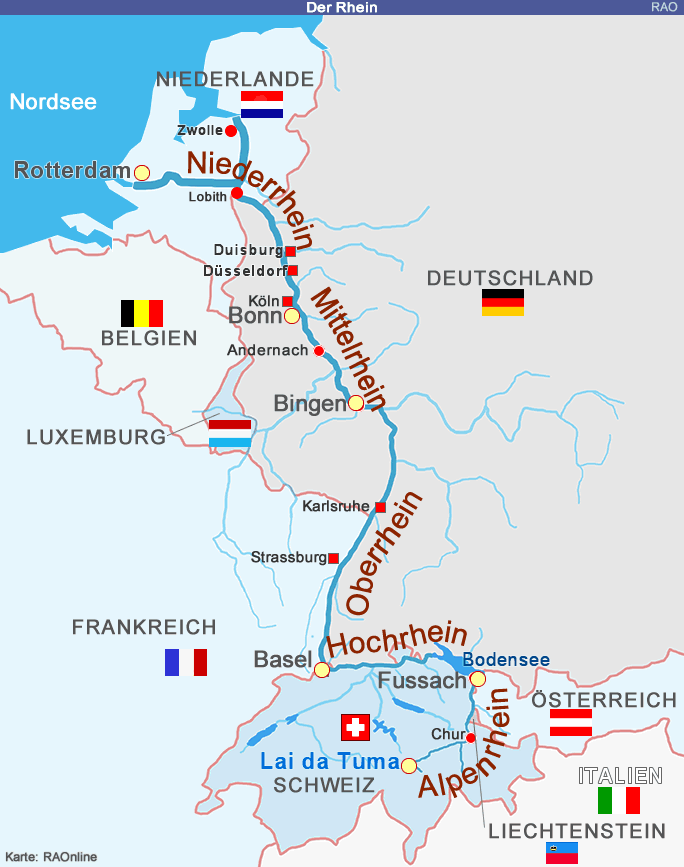 Der Rhein
RAO
NIEDERLANDE
Nordsee
Zwolle
Rotterdam
Niederrhein
Lobith
Duisburg
Düsseldorf
DEUTSCHLAND
Köln
Mittelrhein
Bonn
BELGIEN
Andernach
Bingen
LUXEMBURG
Karlsruhe
Oberrhein
Strassburg
FRANKREICH
Hochrhein
Basel
Bodensee
Fussach
ÖSTERREICH
Alpenrhein
Chur
Lai da Tuma
SCHWEIZ
ITALIEN
LIECHTENSTEIN
Karte: RAOnline